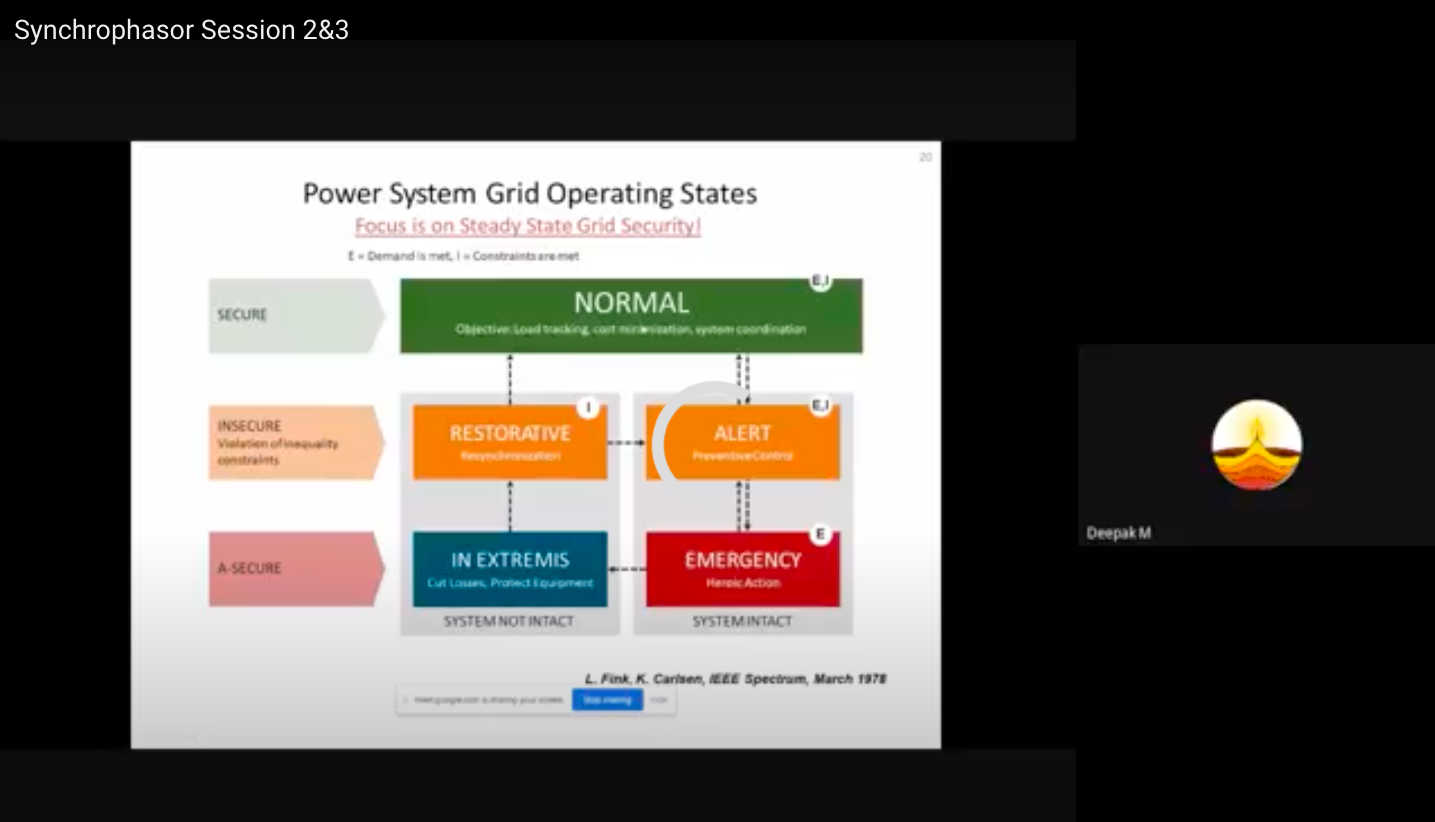 Synchrophasor Session 2&3
20
Power System Grid Operating States
Focus is on Steady State Grid Security!
E = Demand is met, I = Constraints are met
E,I
SECURE
NORMAL
Objective: Load tracking, cost minimization, system coordination
I
E,I
INSECURE
Violation of inequality
constraints
RESTORATIVE
Resynchronization
ALERT
Preventive Control
E
A-SECURE
IN EXTREMIS
Cut Losses, Protect Equipment
EMERGENCY
Heroic Action
SYSTEM NOT INTACT
SYSTEM INTACT
L. Fink, K. Carlsen, IEEE Spectrum, March 1978
meet.google.com is sharing your screen.
Stop sharing
Hide
Deepak M